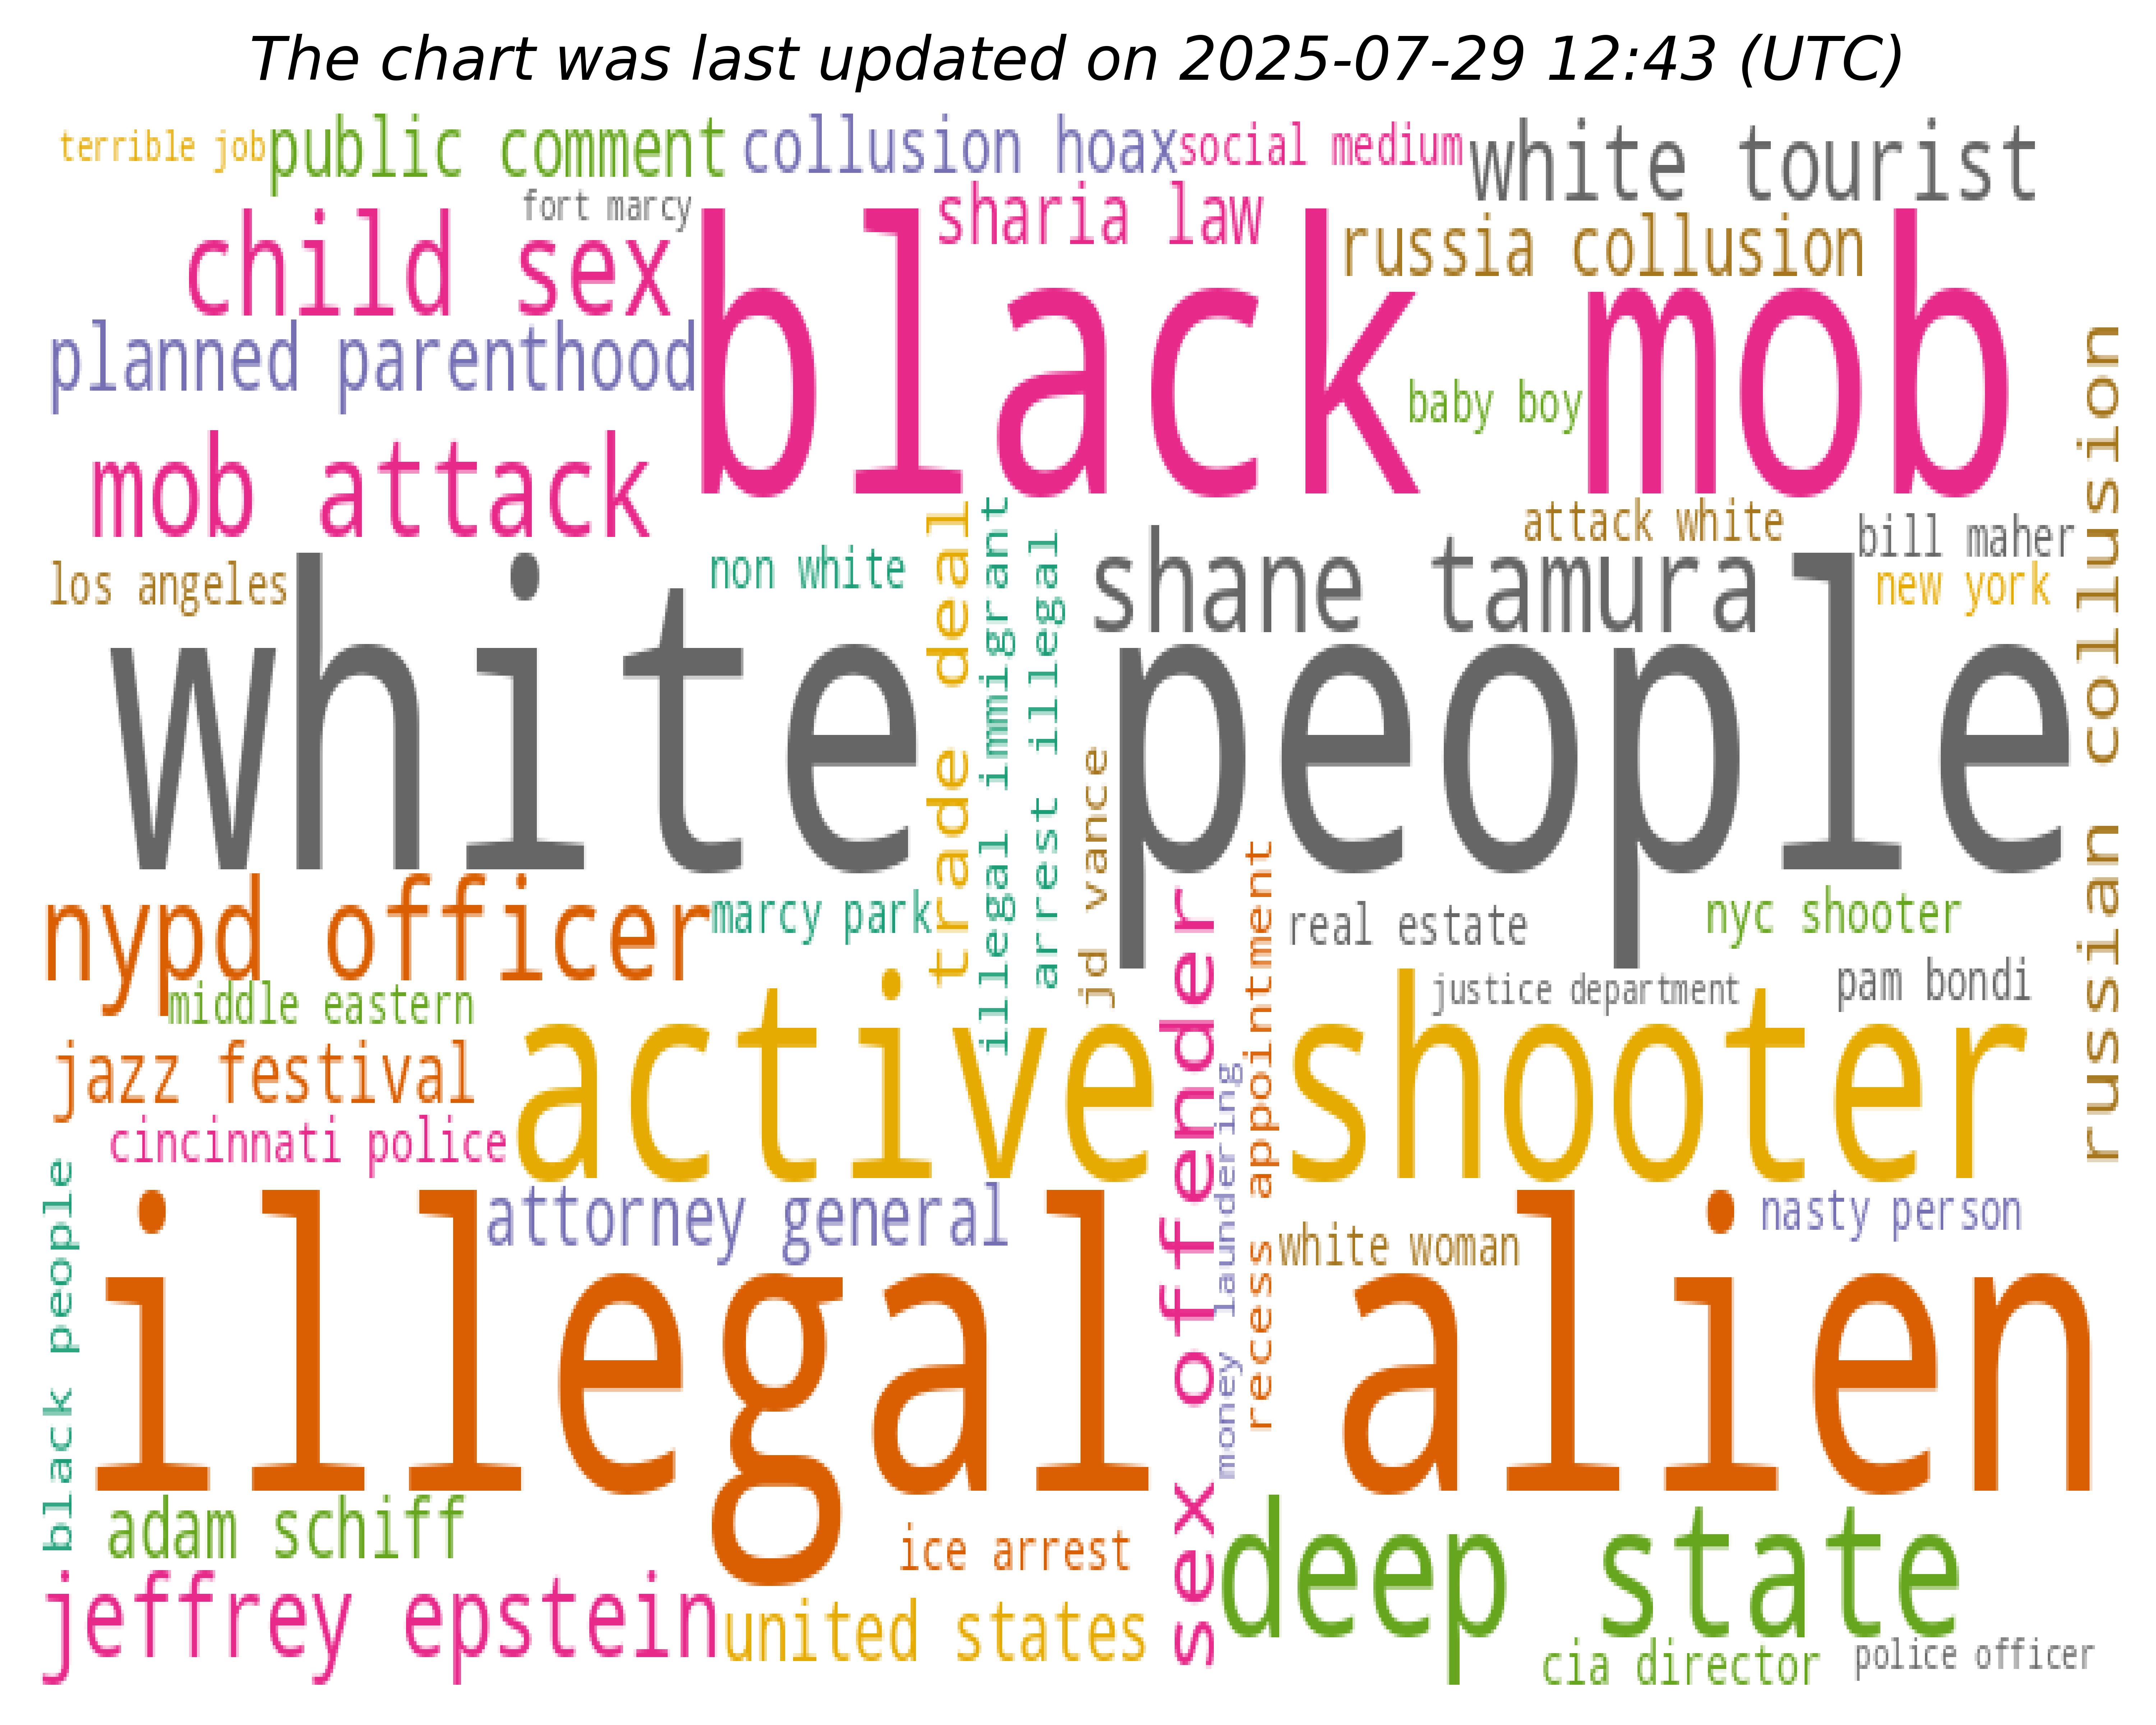 The chart was last updated on 2025-07-29 12:43 (UTC)
terrible job
public comment
collusion hoax
social medium
white tourist
fort marcy
sharia law
child sex
russia collusion
black mob
planned parenthood
baby boy
mob attack
russian collusion
attack white
bill maher
los angeles
non white
trade deal
illegal immigrant
arrest illegal
shane tamura
new york
white people
jd vance
nypd officer
marcy park
real estate
nyc shooter
middle eastern
justice department
pam bondi
jazz festival
active shooter
sex offender
recess appointment
money laundering
cincinnati police
black people
attorney general
white woman
nasty person
illegal alien
adam schiff
ice arrest
deep state
jeffrey epstein
united states
cia director
police officer